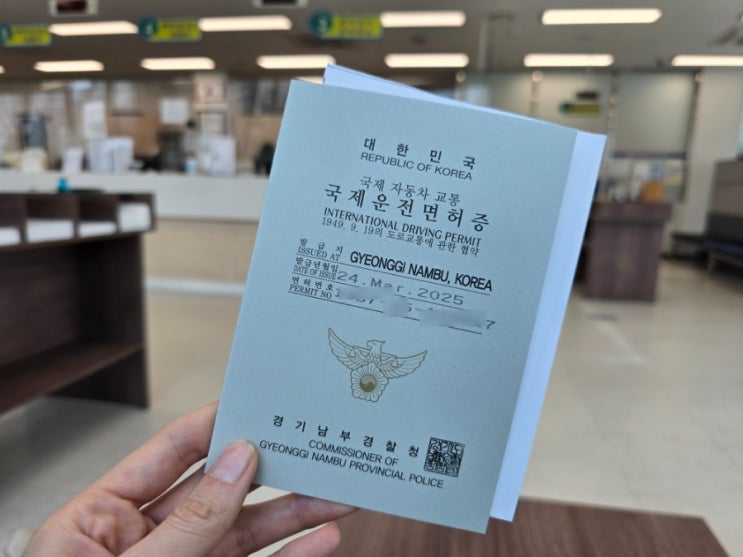 대한민국
REPUBLIC OF KOREA
국제 자동차 교통
국제운전면허증
INTERNATIONAL DRIVING PERMIT
1949. 9. 19의 도로교통에 관한 협약
발급지
ISSUED AT GYEONGGI NAMBU, KOREA
발급년월일
DATE OF ISSUE 24. Mar. 2025
면허번호
PERMIT NO
경기남부경찰청
COMMISSIONER OF
GYEONGGI NAMBU PROVINCIAL POLICE